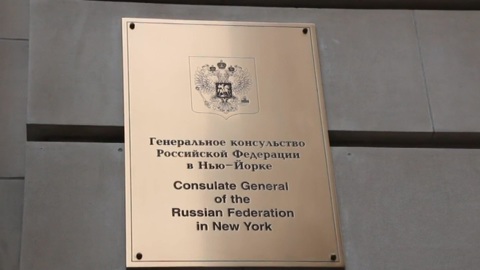 Генеральное консульство
Российской Федерации
в Нью-Йорке
Consulate General
of the
Russian Federation
in New York